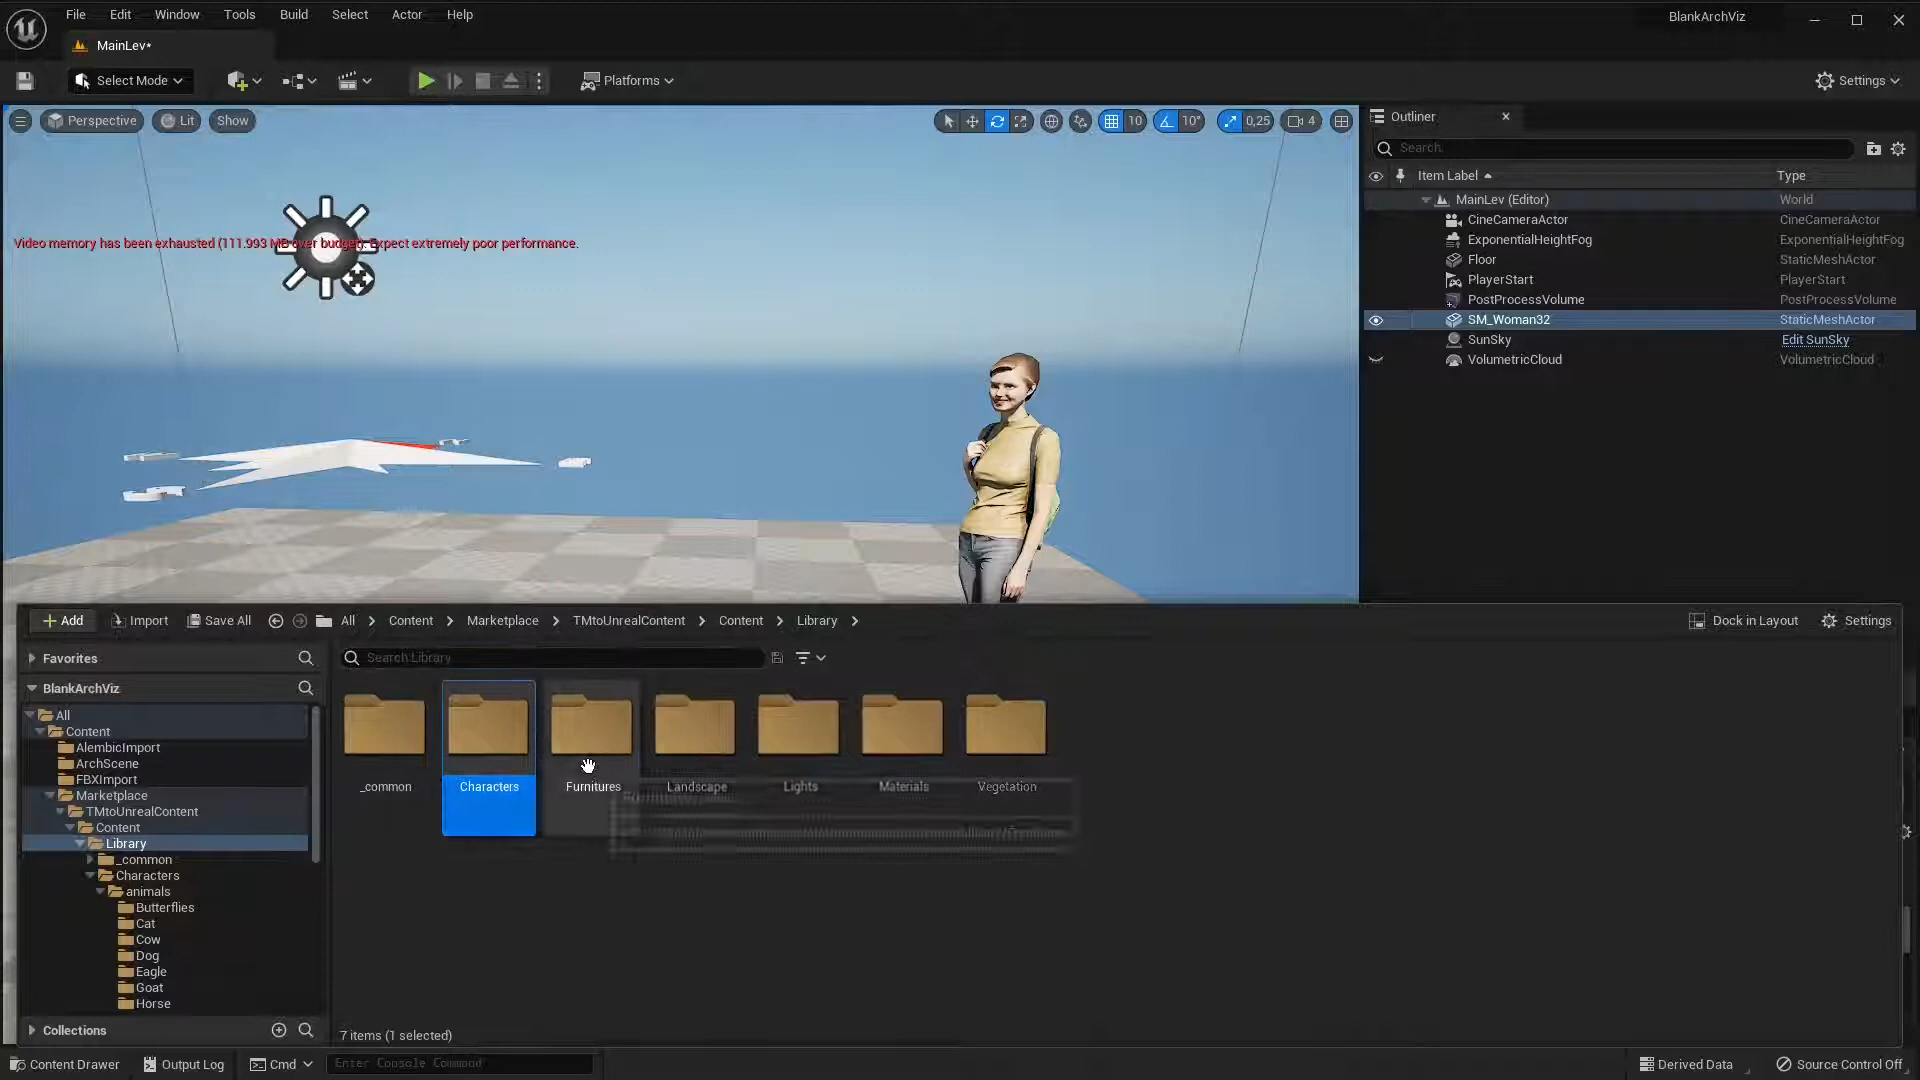 File Edit Window Tools Build Select Actor Help
BlankArchViz
MainLev*
Select Mode
Platforms
Settings
Perspective Lit Show
10 10° 0,25 4
Video memory has been exhausted (111.993 MB over budget). Expect extremely poor performance.
Outliner
Search
Item Label Type
MainLev (Editor) World
CineCameraActor CineCameraActor
ExponentialHeightFog ExponentialHeightFog
Floor StaticMeshActor
PlayerStart PlayerStart
PostProcessVolume PostProcessVolume
SM_Woman32 StaticMeshActor
SunSky Edit SunSky
VolumetricCloud VolumetricCloud
Add Import Save All All Content Marketplace TMtoUnrealContent Content Library Dock in Layout Settings
Favorites
BlankArchViz
All
Content
AlembicImport
ArchScene
FBXImport
Marketplace
TMtoUnrealContent
Content
Library
_common
Characters
animals
Butterflies
Cat
Cow
Dog
Eagle
Goat
Horse
Collections
Search Library
_common Characters Furnitures Landscape Lights Materials Vegetation
7 items (1 selected)
Content Drawer Output Log Cmd Enter Console Command Derived Data Source Control Off